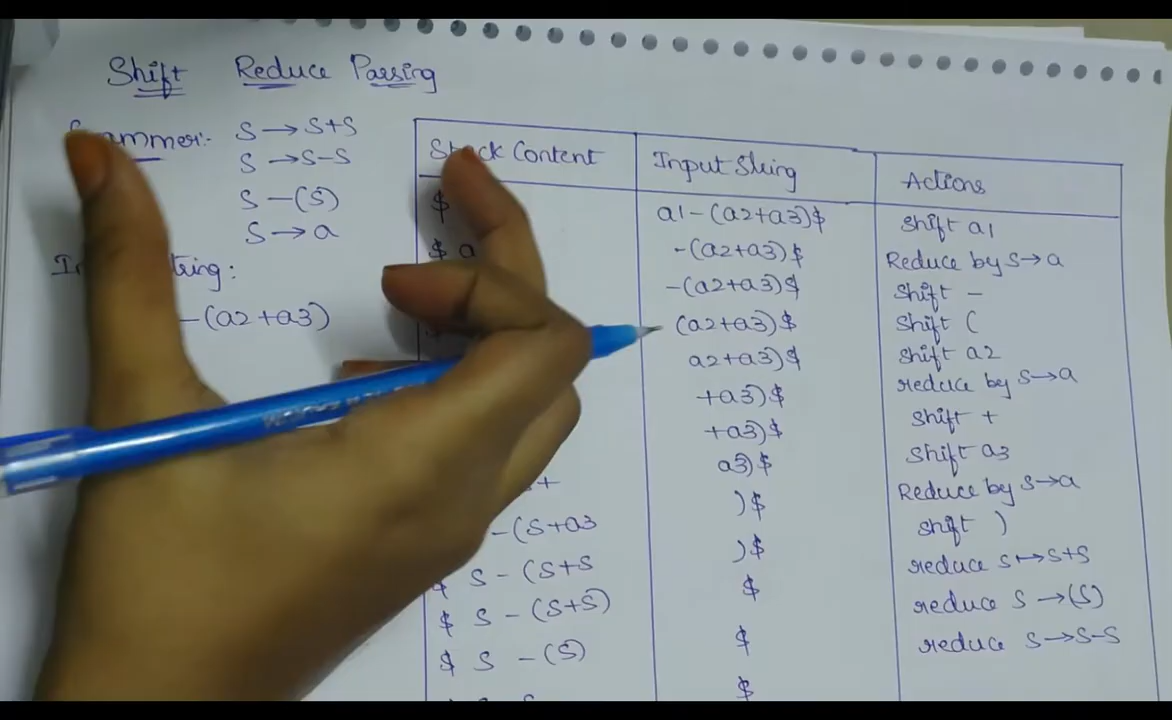 Shift Reduce Parsing
Grammer:- S → S+S
S → S-S
S - (S)
S → a
tring:
-(a2+a3)
Stack Content Input String Actions
$ a1-(a2+a3)$ Shift a1
$ a -(a2+a3)$ Reduce by S→a
-(a2+a3)$ Shift -
(a2+a3)$ Shift (
a2+a3)$ Shift a2
+a3)$ reduce by S→a
+a3)$ Shift +
a3)$ Shift a3
+ )$ Reduce by S→a
-(S+a3 )$ Shift )
$ S -(S+S $ reduce S→S+S
$ S -(S+S) $ reduce S→(S)
$ S -(S) $ reduce S→S-S